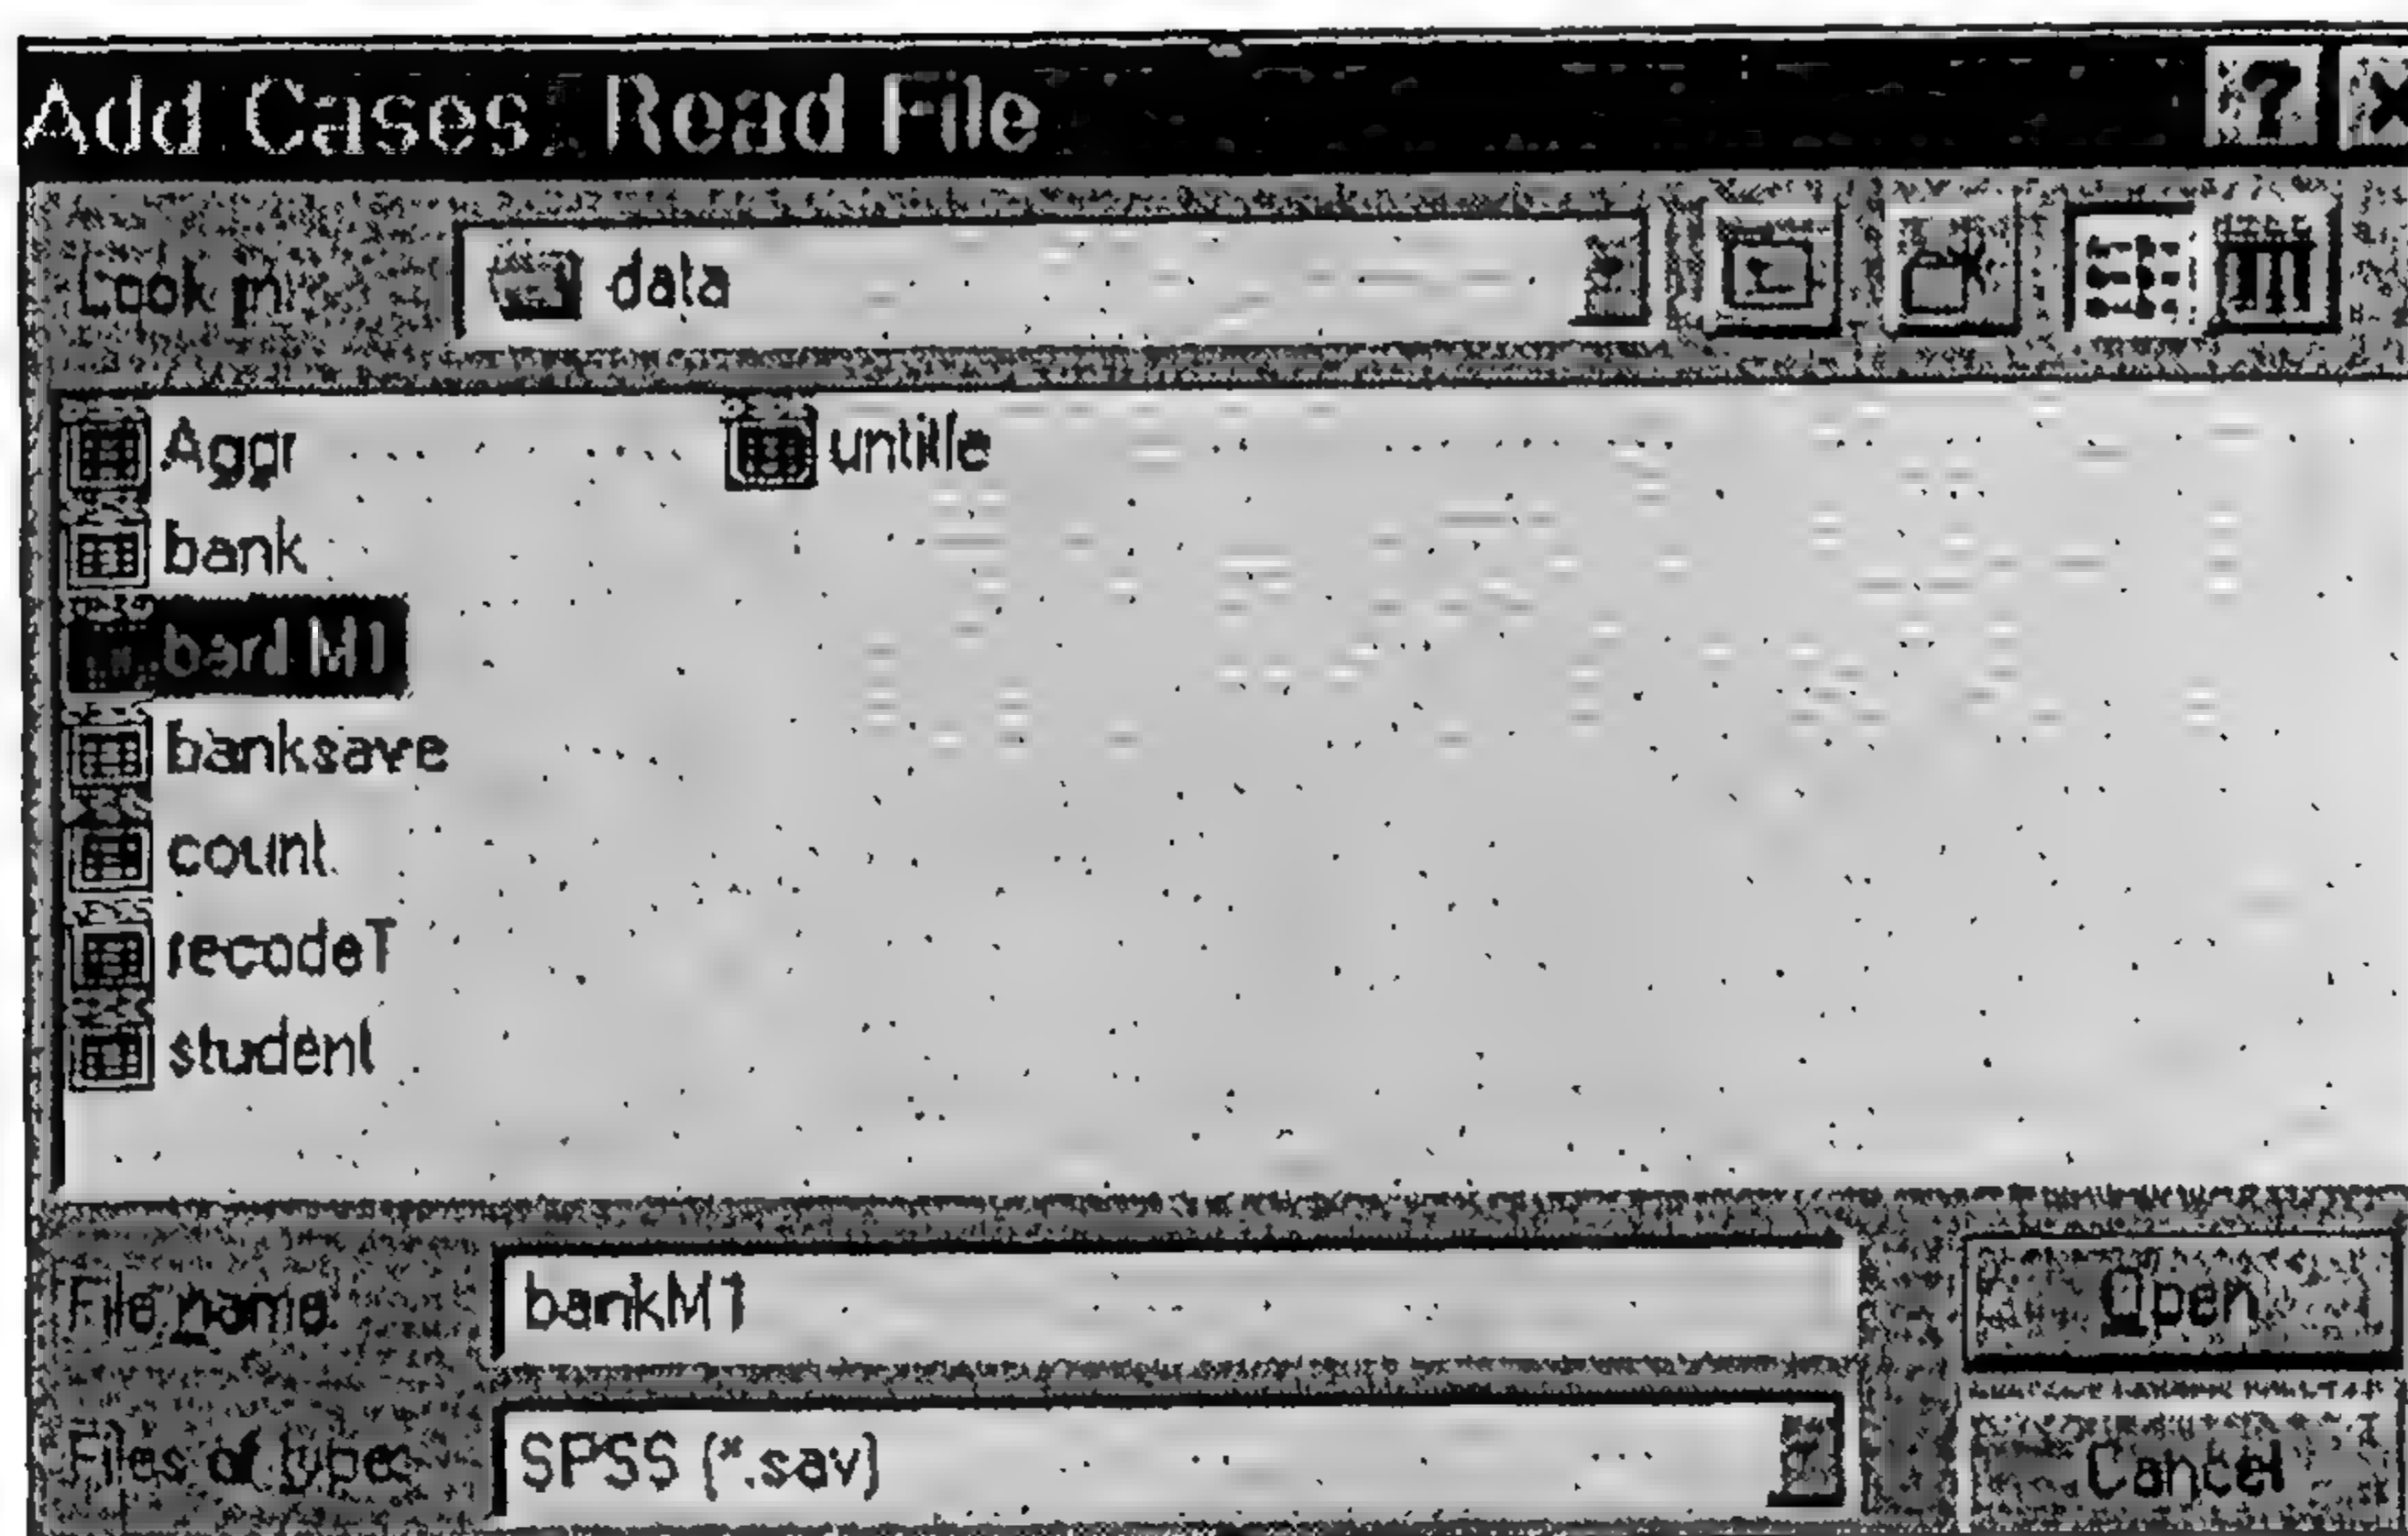 Add Cases: Read File
Look in: data
Aggr
bank
bankM1
banksave
count
recodeT
student
untitle
File name: bankM1
Open
Files of type: SPSS (*.sav)
Cancel